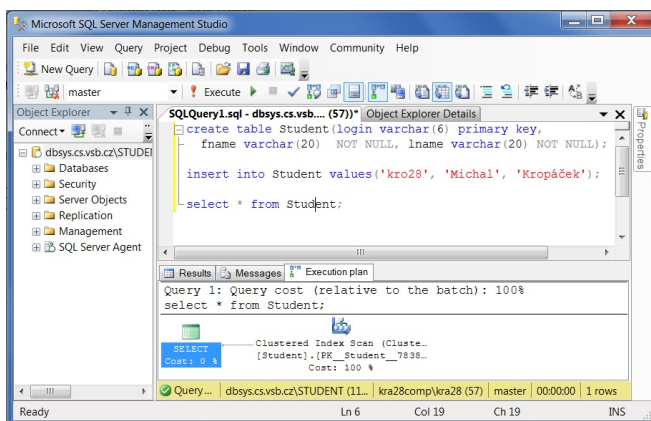 Microsoft SQL Server Management Studio
File Edit View Query Project Debug Tools Window Community Help
New Query
master Execute
Object Explorer
SQLQuery1.sql - dbsys.cs.vsb.... (57))* Object Explorer Details
Connect
dbsys.cs.vsb.cz\STUDE
Databases
Security
Server Objects
Replication
Management
SQL Server Agent
create table Student(login varchar(6) primary key,
fname varchar(20) NOT NULL, lname varchar(20) NOT NULL);
insert into Student values('kro28', 'Michal', 'Kropáček');
select * from Student;
Properties
Results Messages Execution plan
Query 1: Query cost (relative to the batch): 100%
select * from Student;
SELECT
Cost: 0 %
Clustered Index Scan (Cluste…
[Student].[PK__Student__7838…
Cost: 100 %
Query... dbsys.cs.vsb.cz\STUDENT (11... kra28comp\kra28 (57) master 00:00:00 1 rows
Ready Ln 6 Col 19 Ch 19 INS